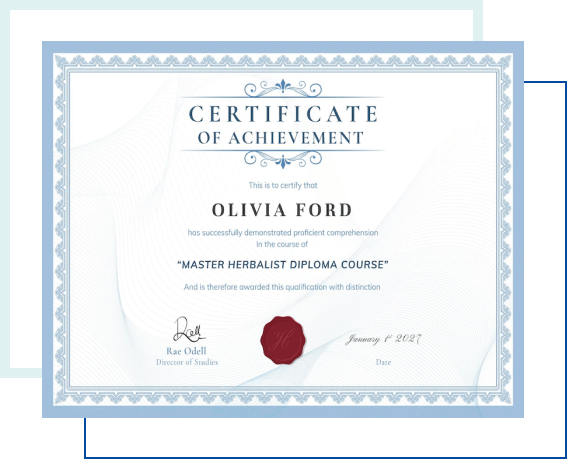 CERTIFICATE
OF ACHIEVEMENT
This is to certify that
OLIVIA FORD
has successfully demonstrated proficient comprehension
In the course of
“MASTER HERBALIST DIPLOMA COURSE”
And is therefore awarded this qualification with distinction
Rae Odell
Director of Studies
January 1st 2027
Date